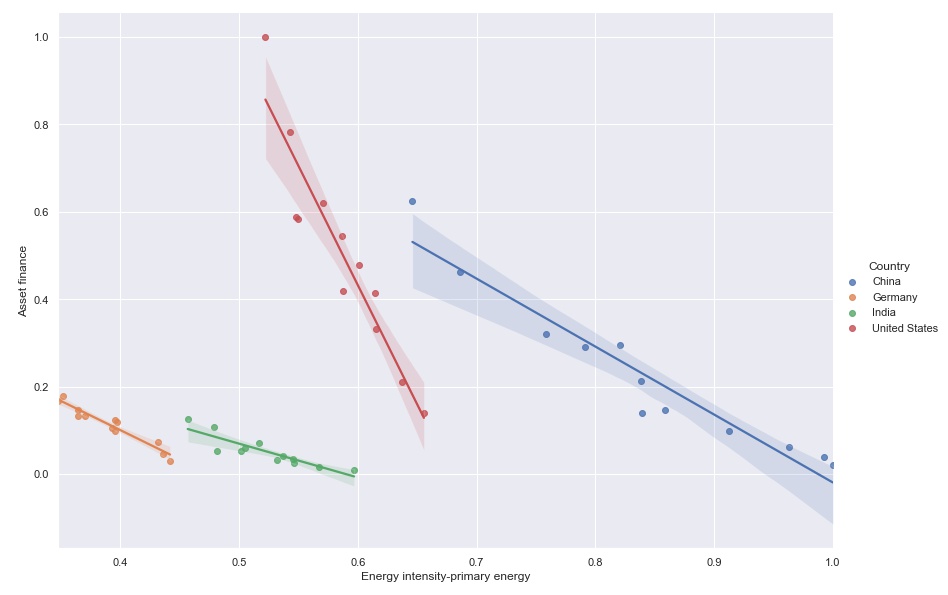 1.0
0.8
0.6
0.4
0.2
0.0
Asset finance
0.4 0.5 0.6 0.7 0.8 0.9 1.0
Energy intensity-primary energy
Country
China
Germany
India
United States